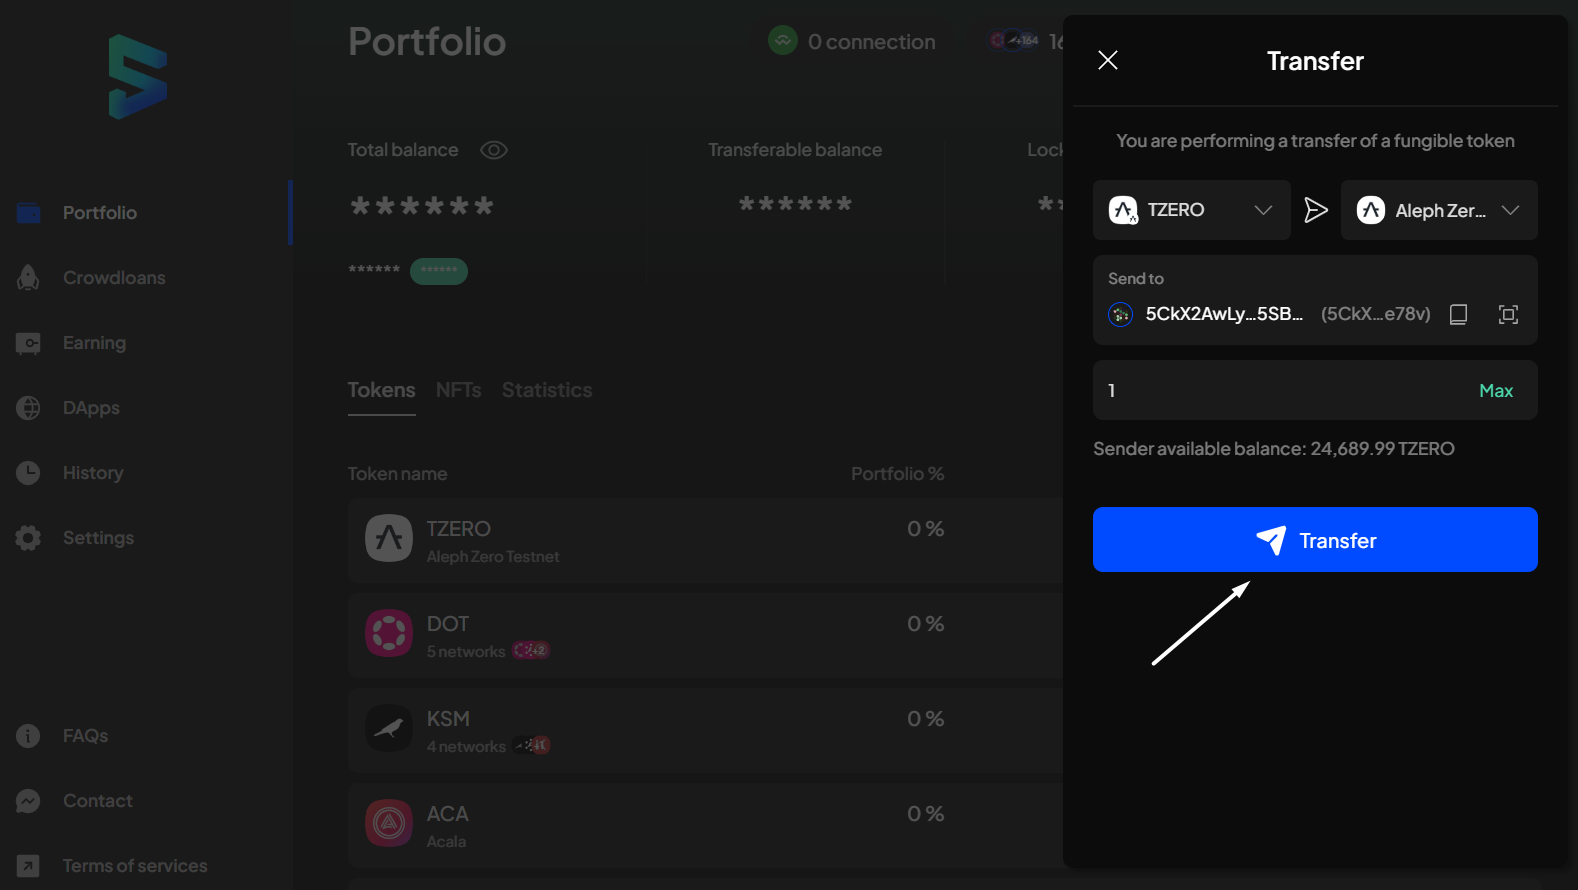 Portfolio
0 connection
+164
Total balance
Transferable balance
******
******
**
******
******
Portfolio
Crowdloans
Earning
DApps
History
Settings
FAQs
Contact
Terms of services
Tokens
NFTs
Statistics
Token name
Portfolio %
TZERO
0 %
Aleph Zero Testnet
DOT
0 %
5 networks
+2
KSM
0 %
4 networks
ACA
0 %
Acala
Transfer
You are performing a transfer of a fungible token
TZERO
Aleph Zer...
Send to
5CkX2AwLy...5SB...
(5CkX...e78v)
1
Max
Sender available balance: 24,689.99 TZERO
Transfer